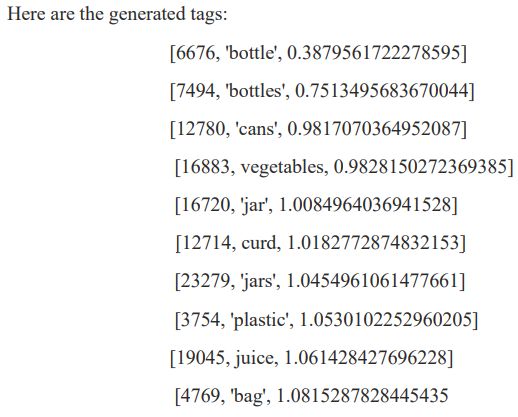 Here are the generated tags:
[6676, 'bottle', 0.3879561722278595]
[7494, 'bottles', 0.7513495683670044]
[12780, 'cans', 0.9817070364952087]
[16883, vegetables, 0.9828150272369385]
[16720, 'jar', 1.0084964036941528]
[12714, curd, 1.0182772874832153]
[23279, 'jars', 1.0454961061477661]
[3754, 'plastic', 1.0530102252960205]
[19045, juice, 1.061428427696228]
[4769, 'bag', 1.0815287828445435